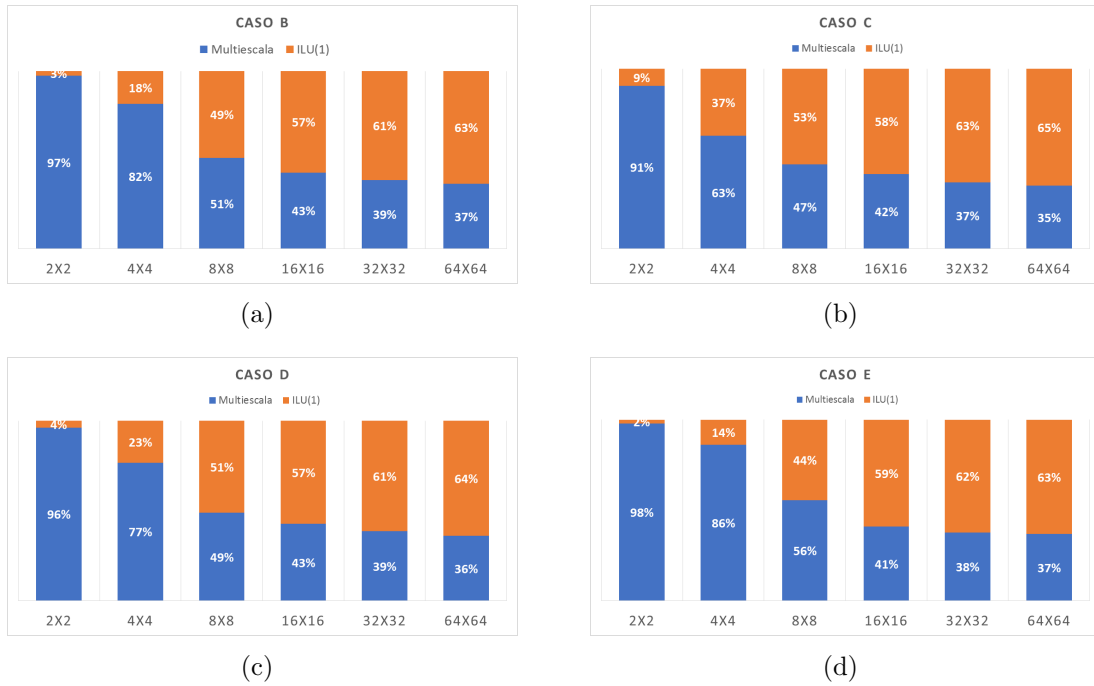 CASO B
Multiescala ILU(1)
3% 18% 49% 57% 61% 63%
97% 82% 51% 43% 39% 37%
2X2 4X4 8X8 16X16 32X32 64X64
(a)
CASO C
Multiescala ILU(1)
9% 37% 53% 58% 63% 65%
91% 63% 47% 42% 37% 35%
2X2 4X4 8X8 16X16 32X32 64X64
(b)
CASO D
Multiescala ILU(1)
4% 23% 51% 57% 61% 64%
96% 77% 49% 43% 39% 36%
2X2 4X4 8X8 16X16 32X32 64X64
(c)
CASO E
Multiescala ILU(1)
2% 14% 44% 59% 62% 63%
98% 86% 56% 41% 38% 37%
2X2 4X4 8X8 16X16 32X32 64X64
(d)